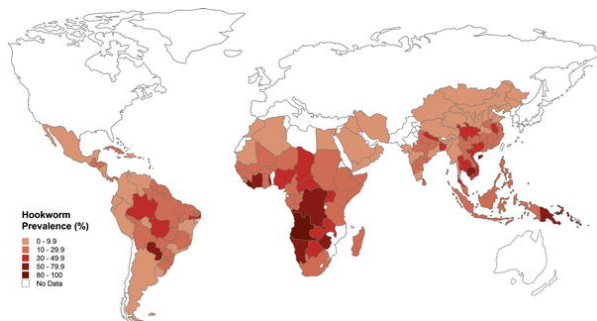 Hookworm
Prevalence (%)
0 - 9.9
10 - 29.9
30 - 49.9
50 - 79.9
80 - 100
No Data